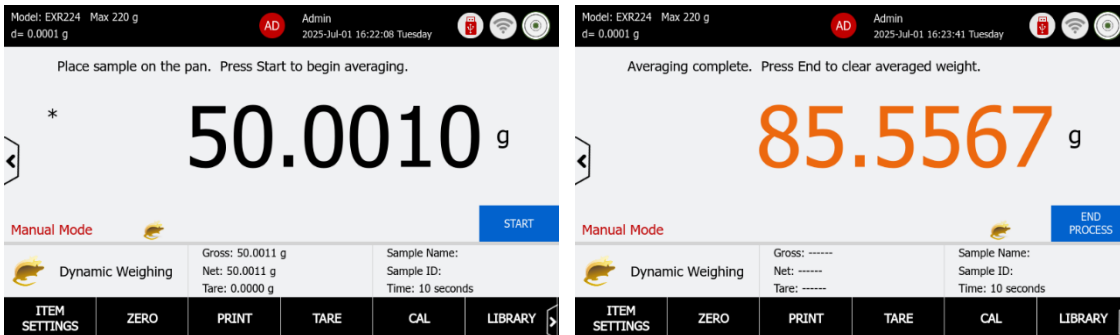 Model: EXR224 Max 220 g
d= 0.0001 g
AD
Admin
2025-Jul-01 16:22:08 Tuesday
Place sample on the pan. Press Start to begin averaging.
* 50.0010 g
Manual Mode
START
Dynamic Weighing
Gross: 50.0011 g
Net: 50.0011 g
Tare: 0.0000 g
Sample Name:
Sample ID:
Time: 10 seconds
ITEM
SETTINGS
ZERO
PRINT
TARE
CAL
LIBRARY
Model: EXR224 Max 220 g
d= 0.0001 g
AD
Admin
2025-Jul-01 16:23:41 Tuesday
Averaging complete. Press End to clear averaged weight.
85.5567 g
Manual Mode
END
PROCESS
Dynamic Weighing
Gross: ------
Net: ------
Tare: ------
Sample Name:
Sample ID:
Time: 10 seconds
ITEM
SETTINGS
ZERO
PRINT
TARE
CAL
LIBRARY